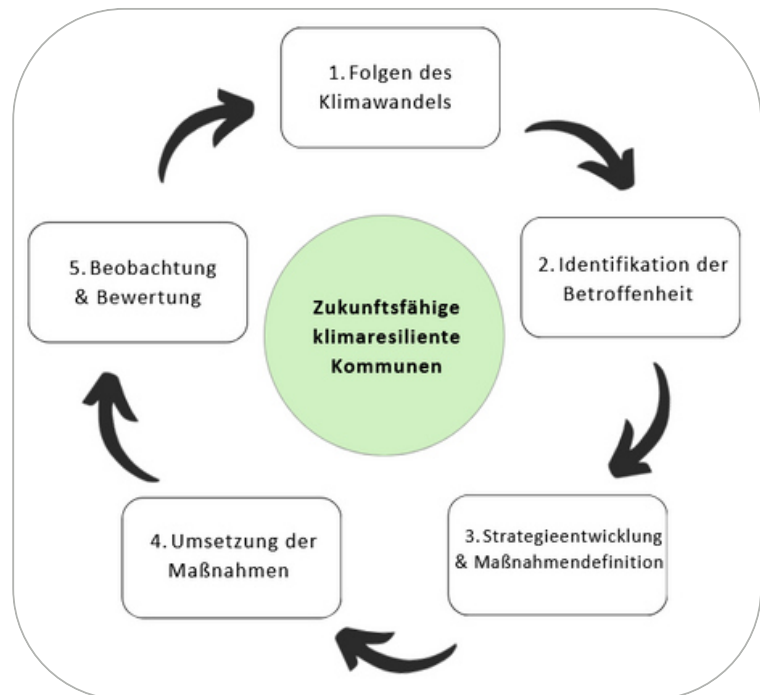 1. Folgen des
Klimawandels
2. Identifikation der
Betroffenheit
3. Strategieentwicklung
& Maßnahmendefinition
4. Umsetzung der
Maßnahmen
5. Beobachtung
& Bewertung
Zukunftsfähige
klimaresiliente
Kommunen